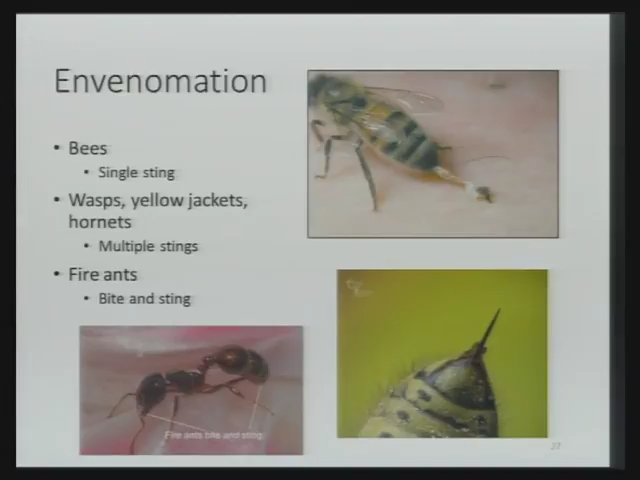 Envenomation
• Bees
• Single sting
• Wasps, yellow jackets,
hornets
• Multiple stings
• Fire ants
• Bite and sting
Fire ants bite and sting
27